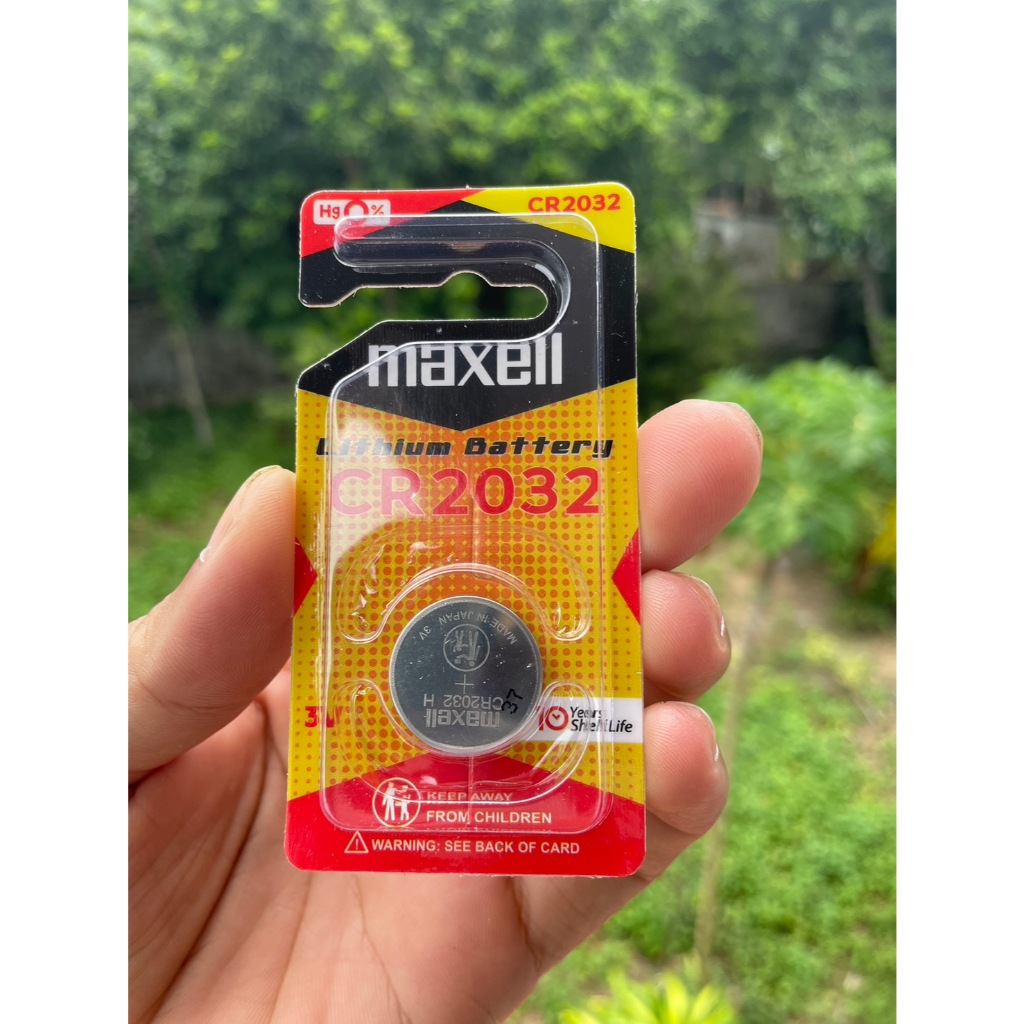 Hg 0%
CR2032
maxell
Lithium Battery
CR2032
MADE IN JAPAN 3V
+
CR2032 H
maxell
37
3V
10 Years Shelf Life
KEEP AWAY
FROM CHILDREN
WARNING: SEE BACK OF CARD